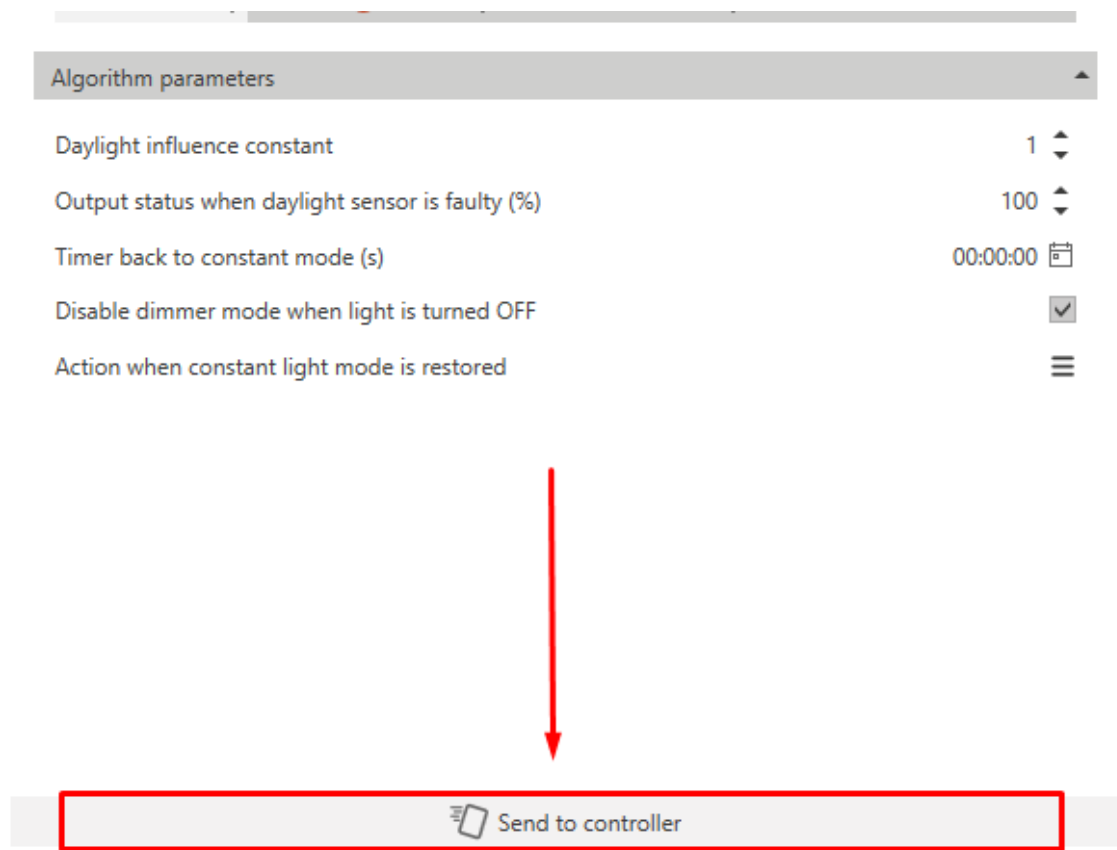 Algorithm parameters
Daylight influence constant 1
Output status when daylight sensor is faulty (%) 100
Timer back to constant mode (s) 00:00:00
Disable dimmer mode when light is turned OFF
Action when constant light mode is restored
Send to controller